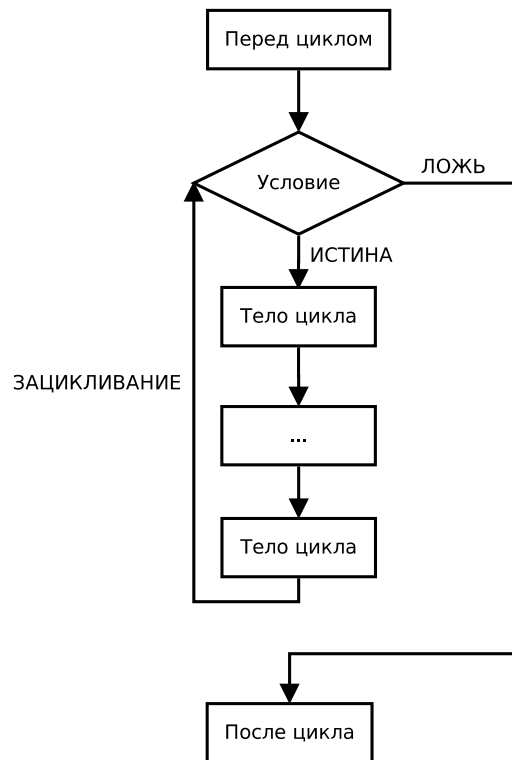 Перед циклом
Условие
ЛОЖЬ
ИСТИНА
Тело цикла
ЗАЦИКЛИВАНИЕ
...
Тело цикла
После цикла